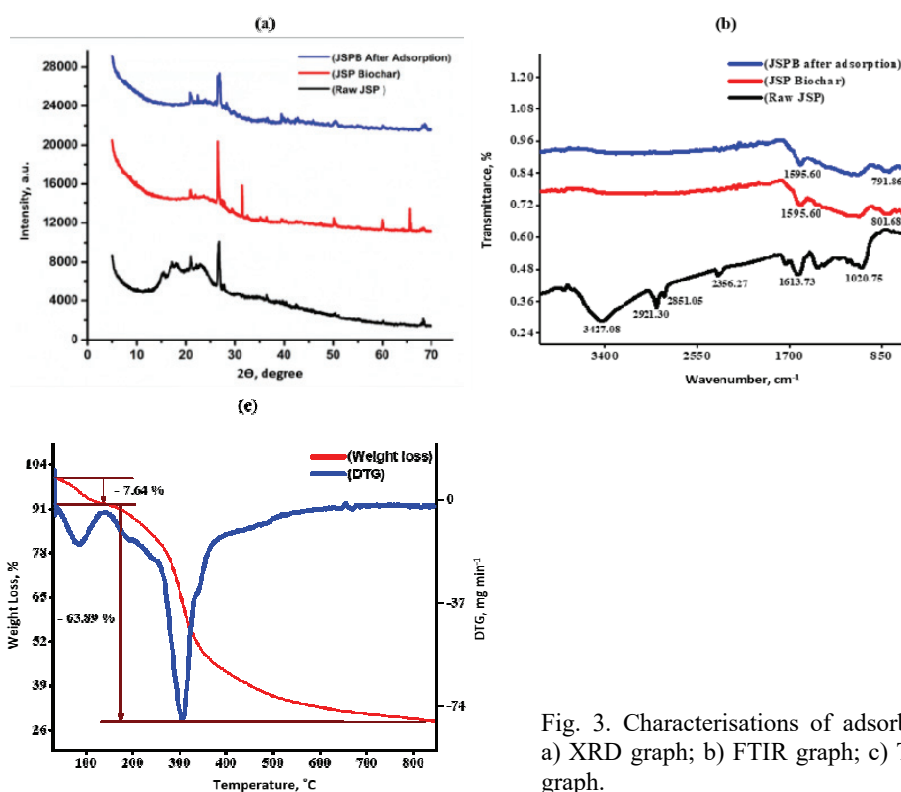 (a)
28000
24000
20000
16000
12000
8000
4000
0
Intensity, a.u.
(JSPB After Adsorption)
(JSP Biochar)
(Raw JSP )
0 10 20 30 40 50 60 70
2Θ, degree
(b)
1.20
1.08
0.96
0.84
0.72
0.60
0.48
0.36
0.24
Transmittance, %
(JSPB after adsorption)
(JSP Biochar)
(Raw JSP)
1595.60
791.86
1595.60
801.68
3427.08
2921.30
2851.05
2356.27
1613.73
1020.75
3400 2550 1700 850
Wavenumber, cm-1
(c)
104
91
78
65
52
39
26
Weight Loss, %
(Weight loss)
(DTG)
- 7.64 %
- 63.89 %
0
-37
-74
DTG, mg min-1
100 200 300 400 500 600 700 800
Temperature, °C
Fig. 3. Characterisations of adsorb
a) XRD graph; b) FTIR graph; c) T
graph.